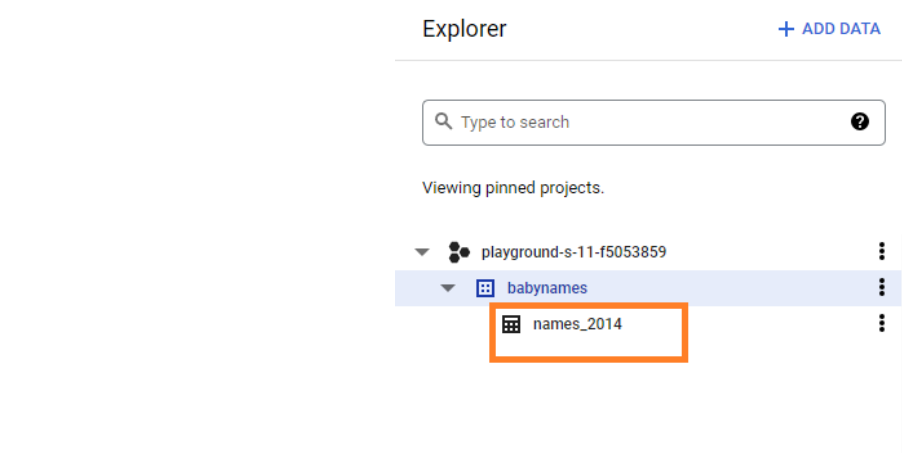 Explorer
+ ADD DATA
Type to search
Viewing pinned projects.
playground-s-11-f5053859
babynames
names_2014